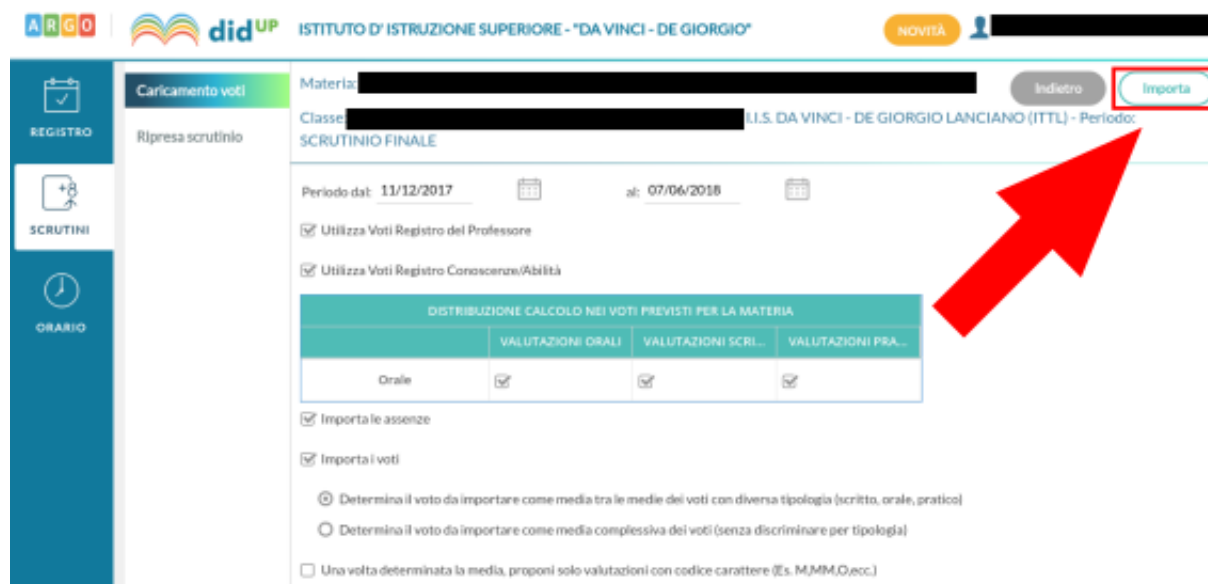 ARGO didUP ISTITUTO D' ISTRUZIONE SUPERIORE - "DA VINCI - DE GIORGIO" NOVITÀ
REGISTRO
SCRUTINI
ORARIO
Caricamento voti
Ripresa scrutinio
Materia:
Indietro Importa
Classe: I.I.S. DA VINCI - DE GIORGIO LANCIANO (ITTL) - Periodo:
SCRUTINIO FINALE
Periodo dal: 11/12/2017 al: 07/06/2018
Utilizza Voti Registro del Professore
Utilizza Voti Registro Conoscenze/Abilità
DISTRIBUZIONE CALCOLO NEI VOTI PREVISTI PER LA MATERIA
VALUTAZIONI ORALI VALUTAZIONI SCRI... VALUTAZIONI PRA...
Orale
Importa le assenze
Importa i voti
Determina il voto da importare come media tra le medie dei voti con diversa tipologia (scritto, orale, pratico)
Determina il voto da importare come media complessiva dei voti (senza discriminare per tipologia)
Una volta determinata la media, proponi solo valutazioni con codice carattere (Es. M,MM,O,ecc.)
+8